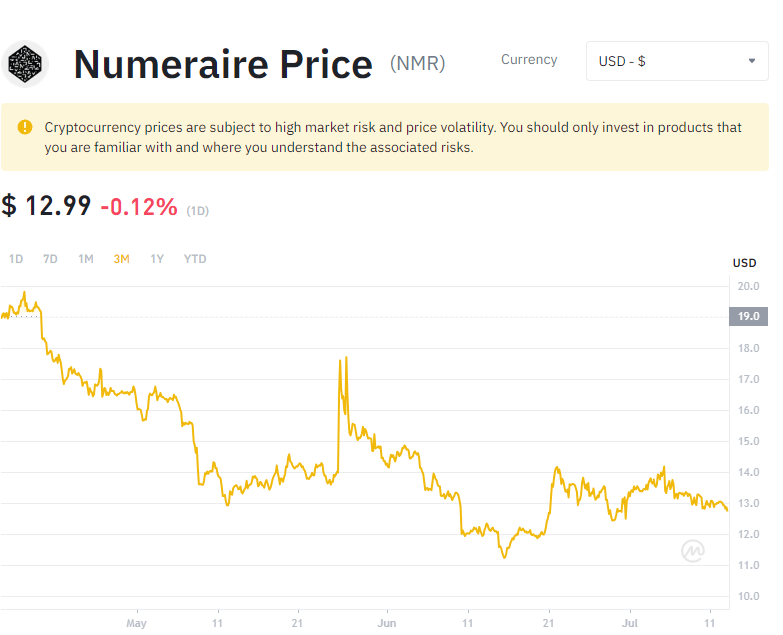 Numeraire Price (NMR)
Currency
USD - $
Cryptocurrency prices are subject to high market risk and price volatility. You should only invest in products that
you are familiar with and where you understand the associated risks.
$ 12.99 -0.12% (1D)
1D 7D 1M 3M 1Y YTD
USD
20.0
19.0
18.0
17.0
16.0
15.0
14.0
13.0
12.0
11.0
10.0
May 11 21 Jun 11 21 Jul 11